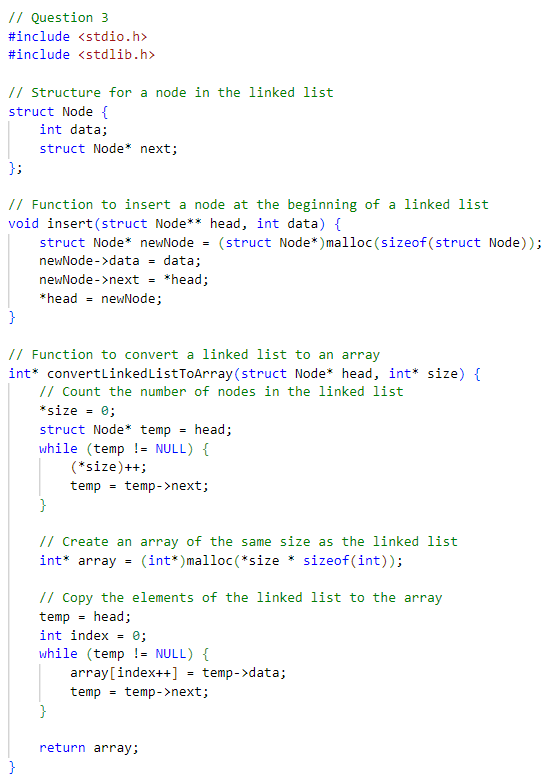 // Question 3
#include <stdio.h>
#include <stdlib.h>

// Structure for a node in the linked list
struct Node {
    int data;
    struct Node* next;
};

// Function to insert a node at the beginning of a linked list
void insert(struct Node** head, int data) {
    struct Node* newNode = (struct Node*)malloc(sizeof(struct Node));
    newNode->data = data;
    newNode->next = *head;
    *head = newNode;
}

// Function to convert a linked list to an array
int* convertLinkedListToArray(struct Node* head, int* size) {
    // Count the number of nodes in the linked list
    *size = 0;
    struct Node* temp = head;
    while (temp != NULL) {
        (*size)++;
        temp = temp->next;
    }

    // Create an array of the same size as the linked list
    int* array = (int*)malloc(*size * sizeof(int));

    // Copy the elements of the linked list to the array
    temp = head;
    int index = 0;
    while (temp != NULL) {
        array[index++] = temp->data;
        temp = temp->next;
    }

    return array;
}